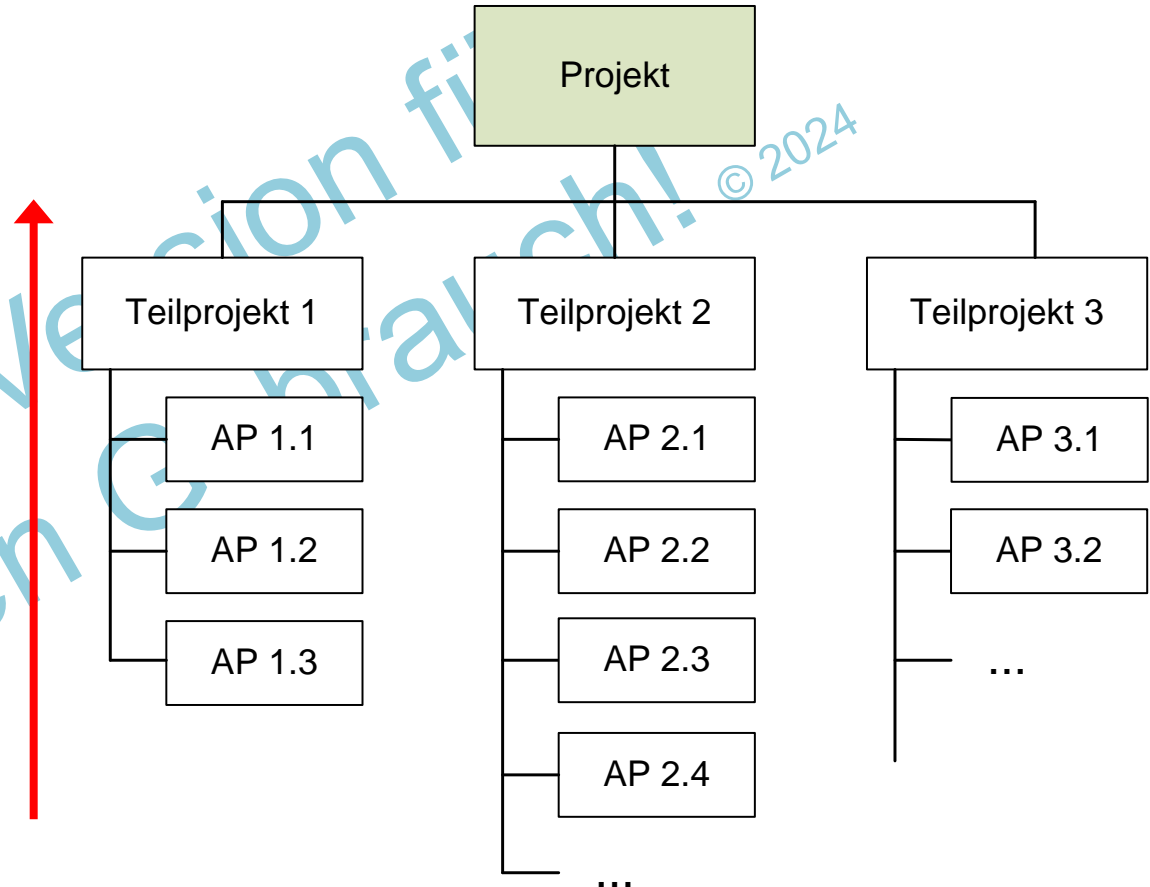 Projekt
© 2024
Teilprojekt 1
Teilprojekt 2
Teilprojekt 3
AP 1.1
AP 2.1
AP 3.1
AP 1.2
AP 2.2
AP 3.2
AP 1.3
AP 2.3
...
AP 2.4
...